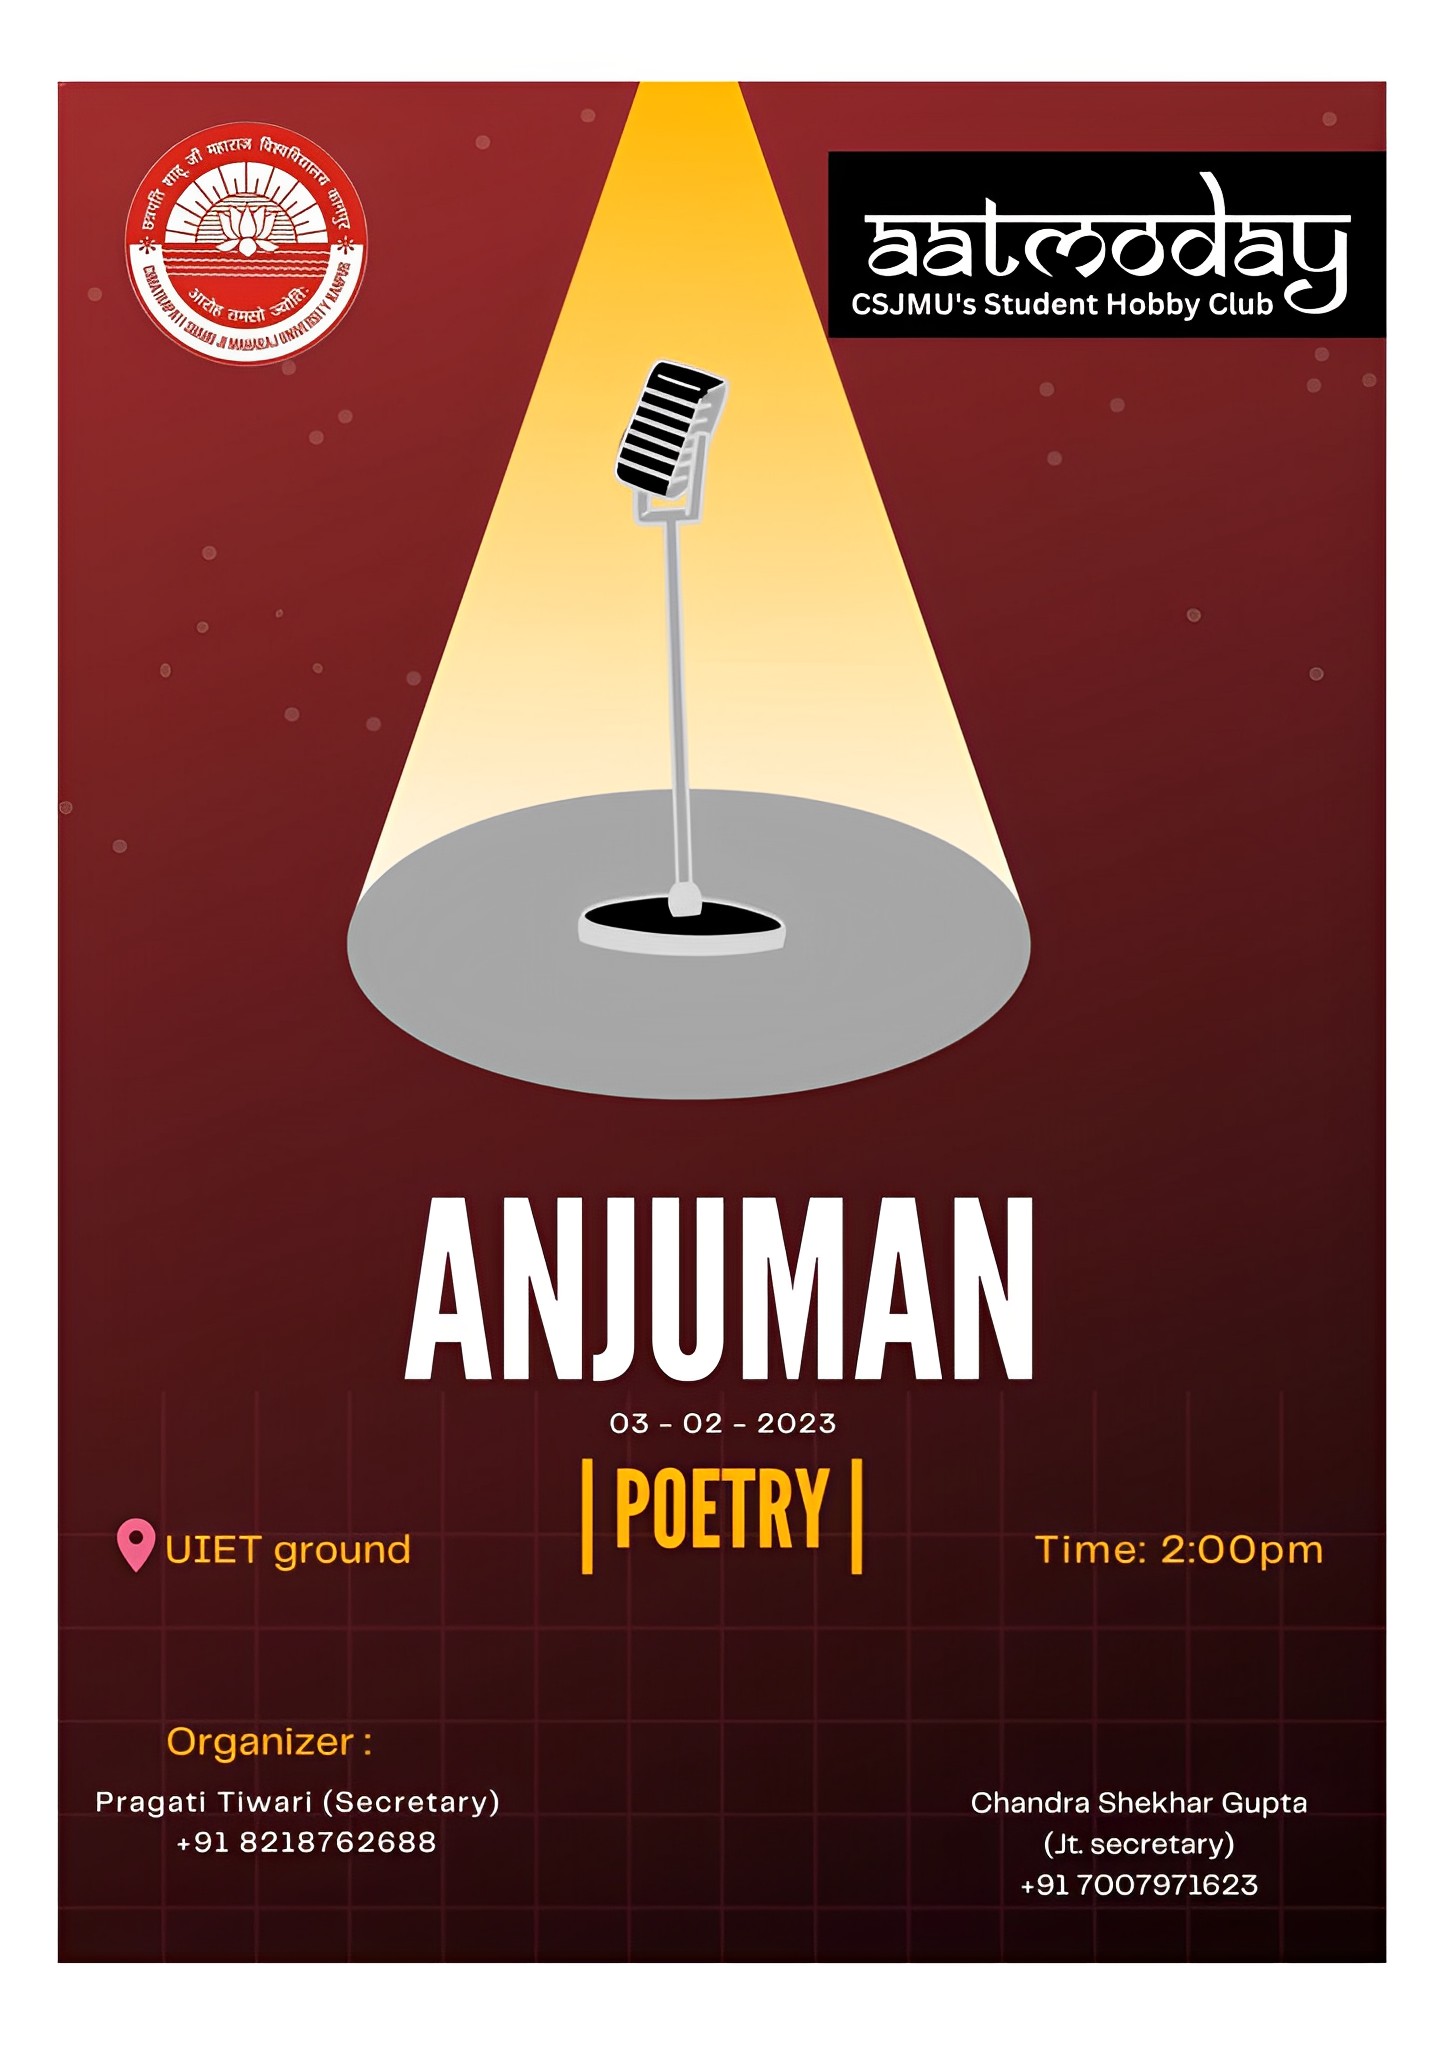 छत्रपति शाहू जी महाराज विश्वविद्यालय कानपुर
आरोह तमसो ज्योतिः
CHHATRAPATI SHAHU JI MAHARAJ UNIVERSITY KANPUR
aatmoday
CSJMU's Student Hobby Club
ANJUMAN
03 - 02 - 2023
| POETRY |
UIET ground
Time: 2:00pm
Organizer :
Pragati Tiwari (Secretary)
+91 8218762688
Chandra Shekhar Gupta
(Jt. secretary)
+91 7007971623